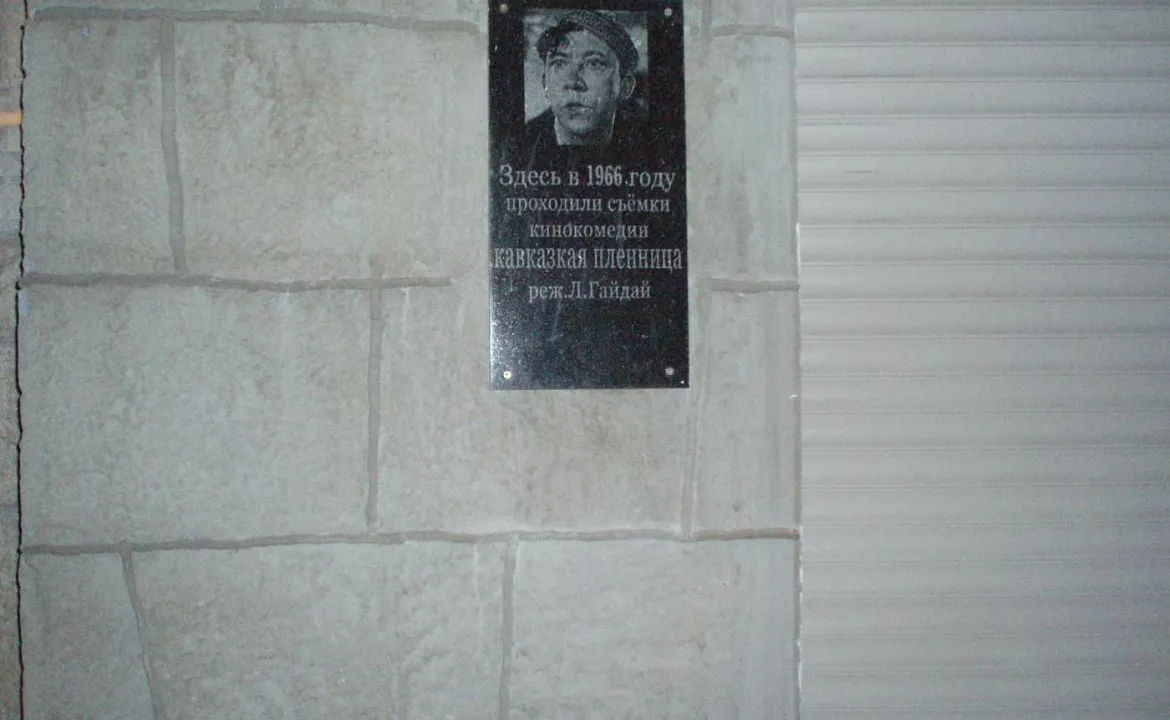 Здесь в 1966 году
проходили съёмки
кинокомедии
кавказкая пленница
реж.Л.Гайдай